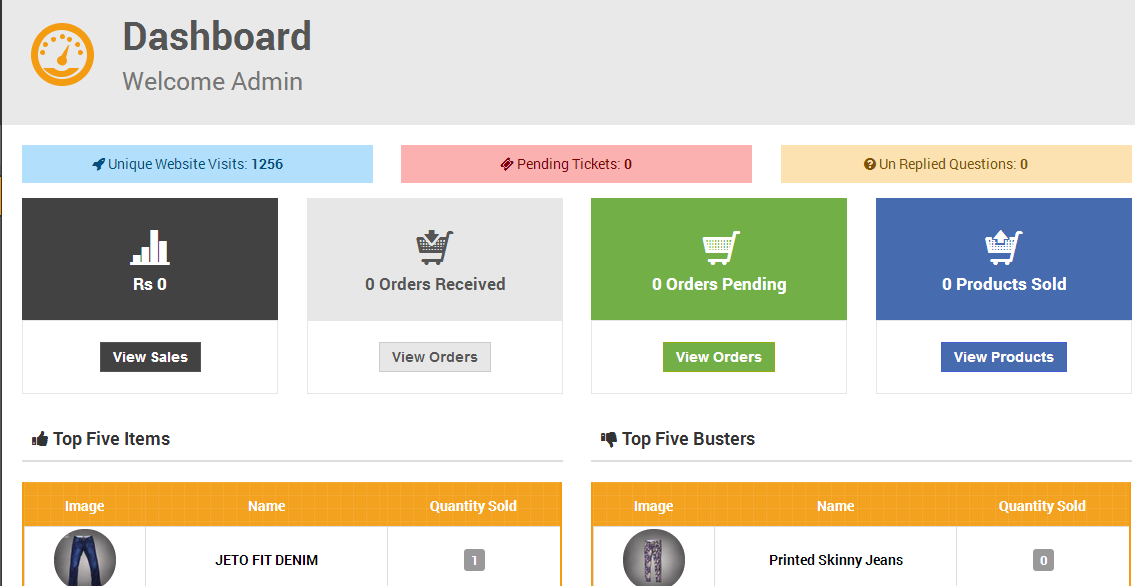 Dashboard
Welcome Admin
Unique Website Visits: 1256
Pending Tickets: 0
Un Replied Questions: 0
Rs 0
0 Orders Received
0 Orders Pending
0 Products Sold
View Sales
View Orders
View Orders
View Products
Top Five Items
Top Five Busters
Image Name Quantity Sold
Image Name Quantity Sold
JETO FIT DENIM 1
Printed Skinny Jeans 0